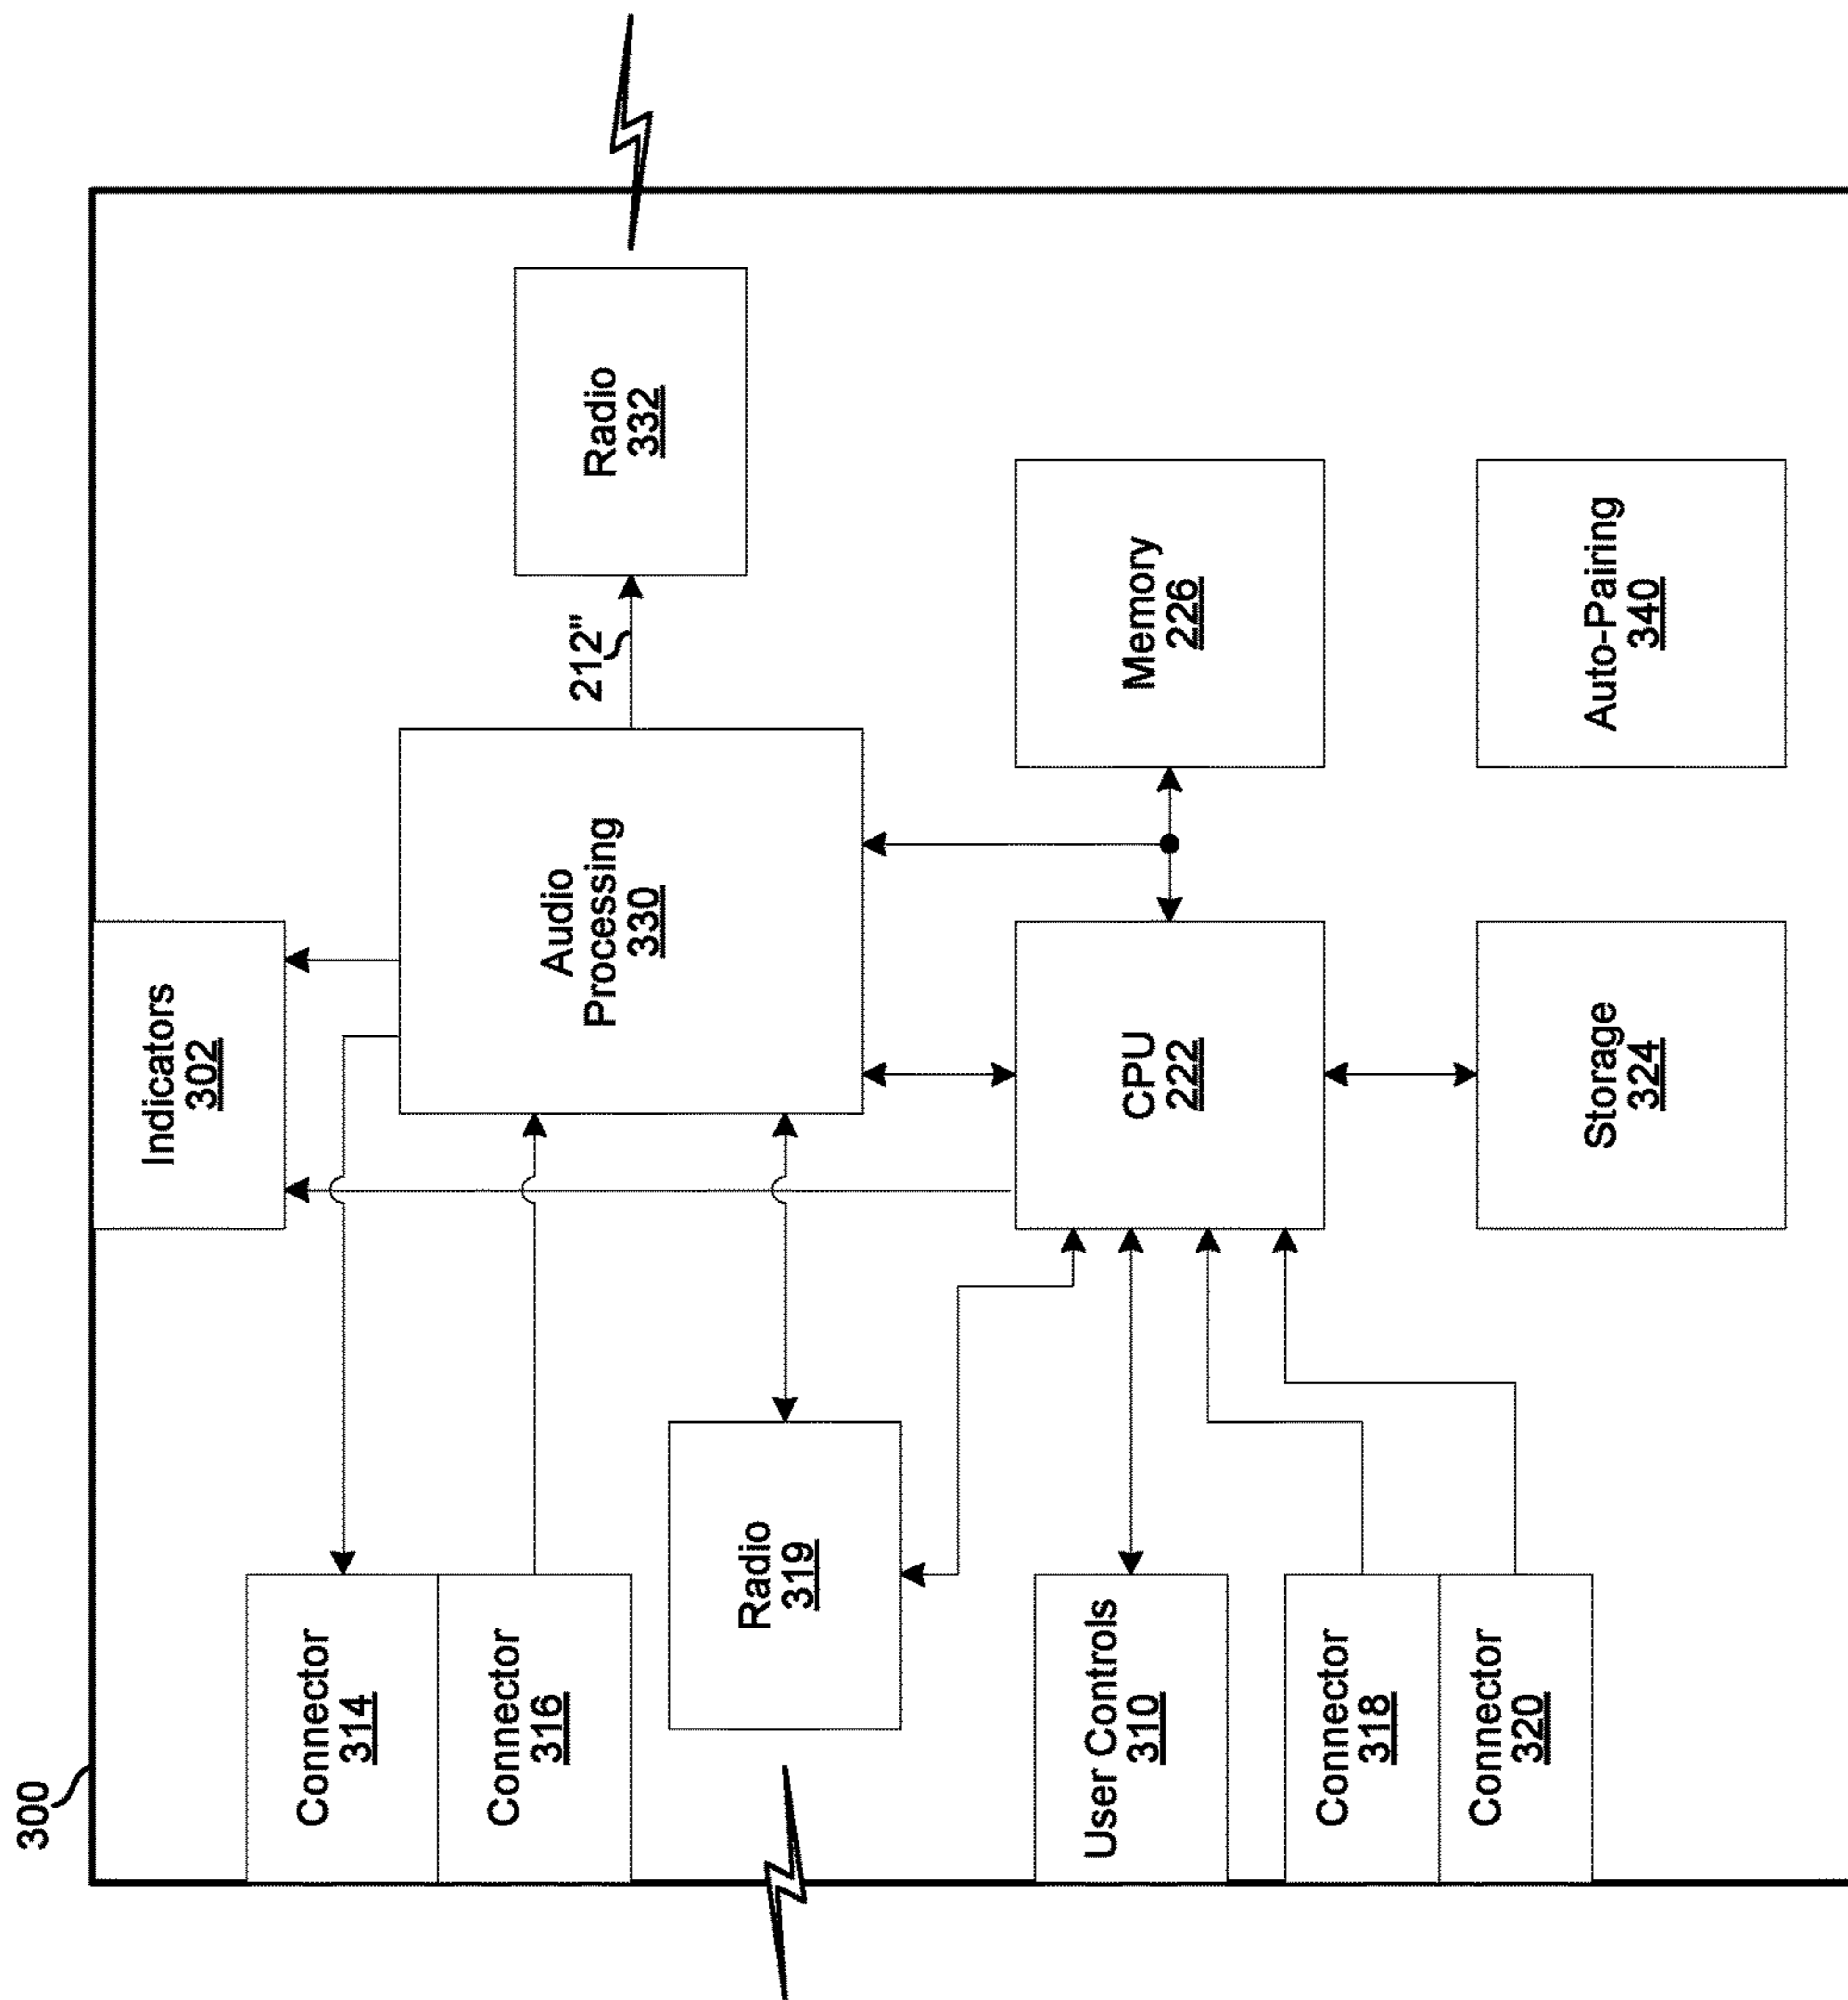 300
Indicators
302
Connector
314
Connector
316
Audio
Processing
330
212"
Radio
332
Radio
319
User Controls
310
CPU
222
Memory
226
Connector
318
Connector
320
Storage
324
Auto-Pairing
340